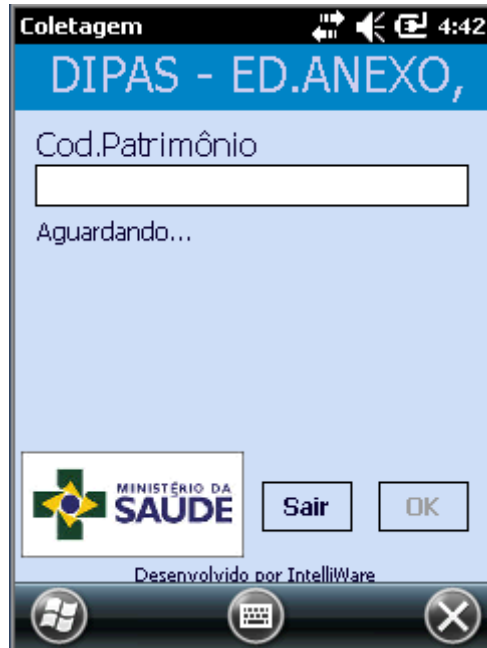 Coletagem 4:42
DIPAS - ED.ANEXO,
Cod.Patrimônio
Aguardando...
MINISTÉRIO DA
SAÚDE
Sair OK
Desenvolvido por IntelliWare